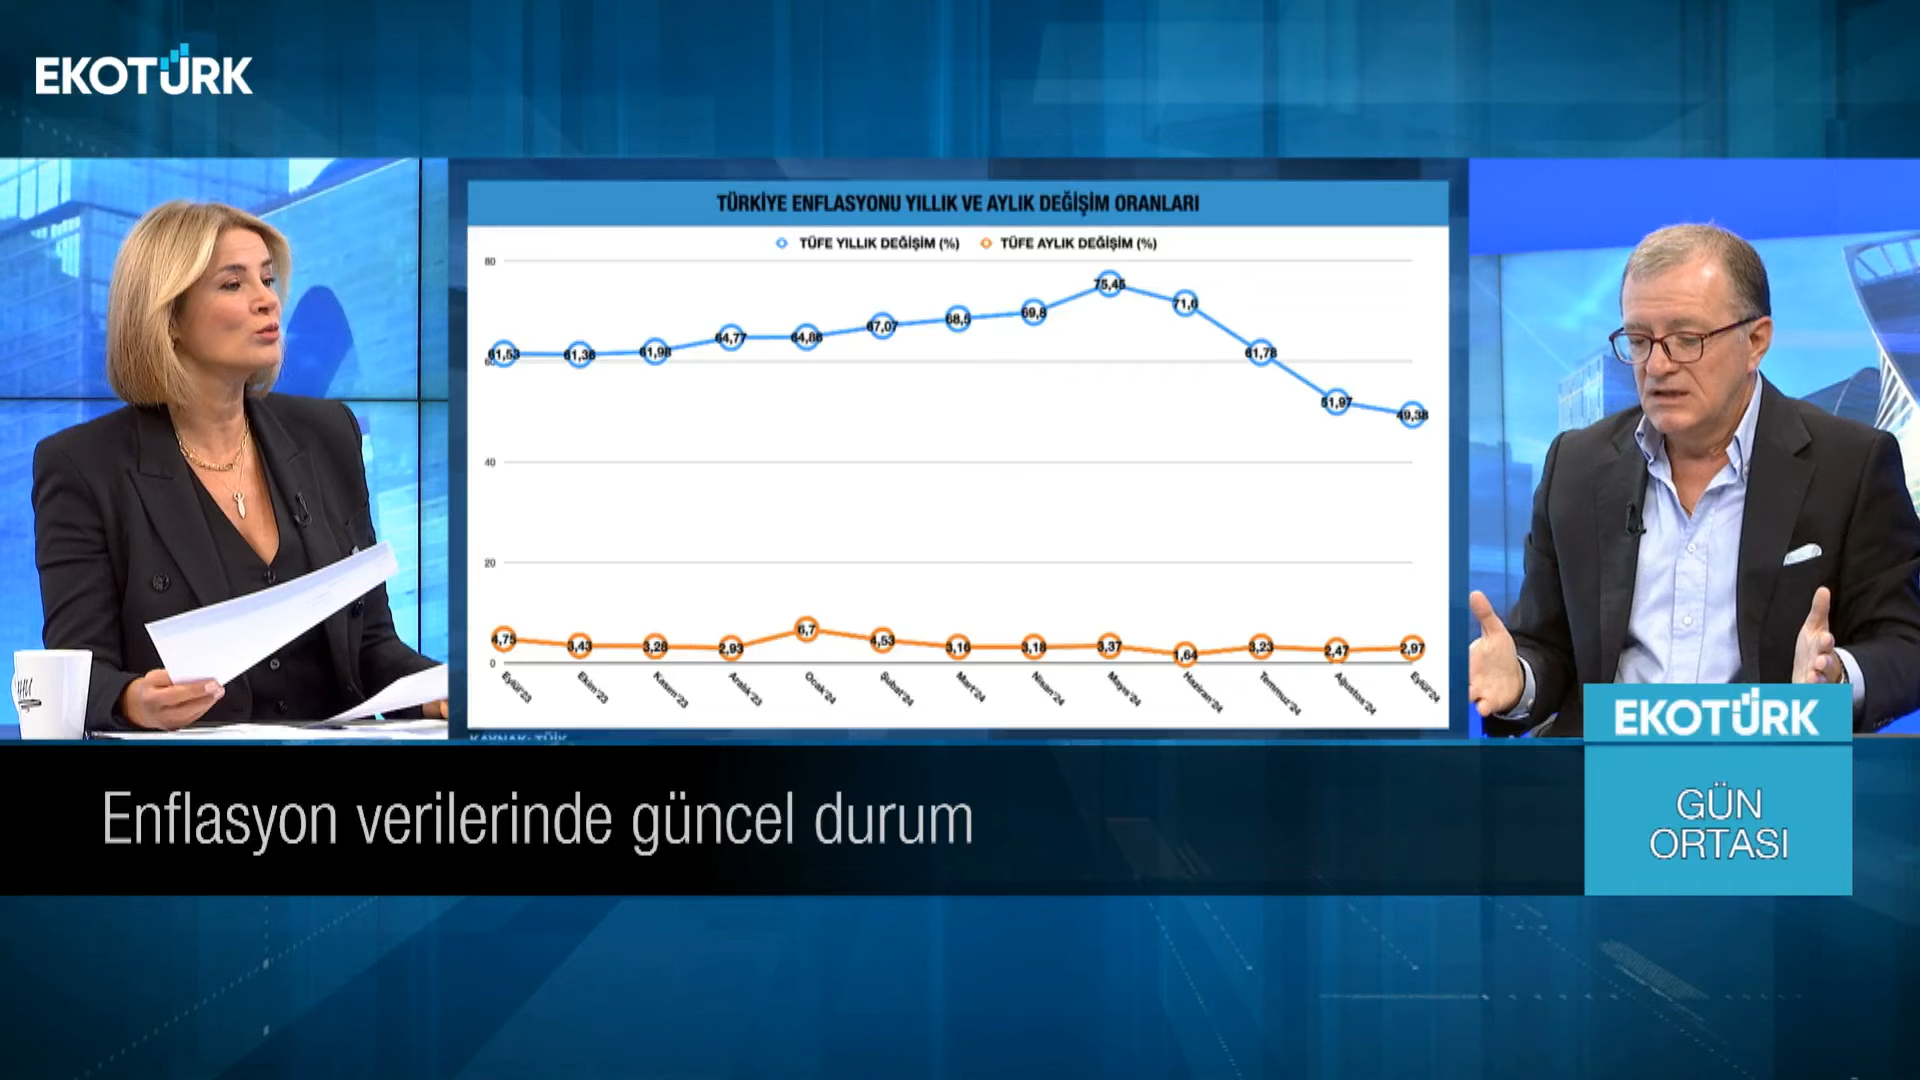 EKOTÜRK
TÜRKİYE ENFLASYONU YILLIK VE AYLIK DEĞİŞİM ORANLARI
TÜFE YILLIK DEĞİŞİM (%) TÜFE AYLIK DEĞİŞİM (%)
80
60
40
20
0
61,53 61,36 61,98 64,77 64,86 67,07 68,5 69,8 75,45 71,6 61,78 51,97 49,38
4,75 3,43 3,28 2,93 6,7 4,53 3,16 3,18 3,37 1,64 3,23 2,47 2,97
Eylül'23 Ekim'23 Kasım'23 Aralık'23 Ocak'24 Şubat'24 Mart'24 Nisan'24 Mayıs'24 Haziran'24 Temmuz'24 Ağustos'24 Eylül'24
KAYNAK: TÜİK
EKOTÜRK
Enflasyon verilerinde güncel durum
GÜN
ORTASI